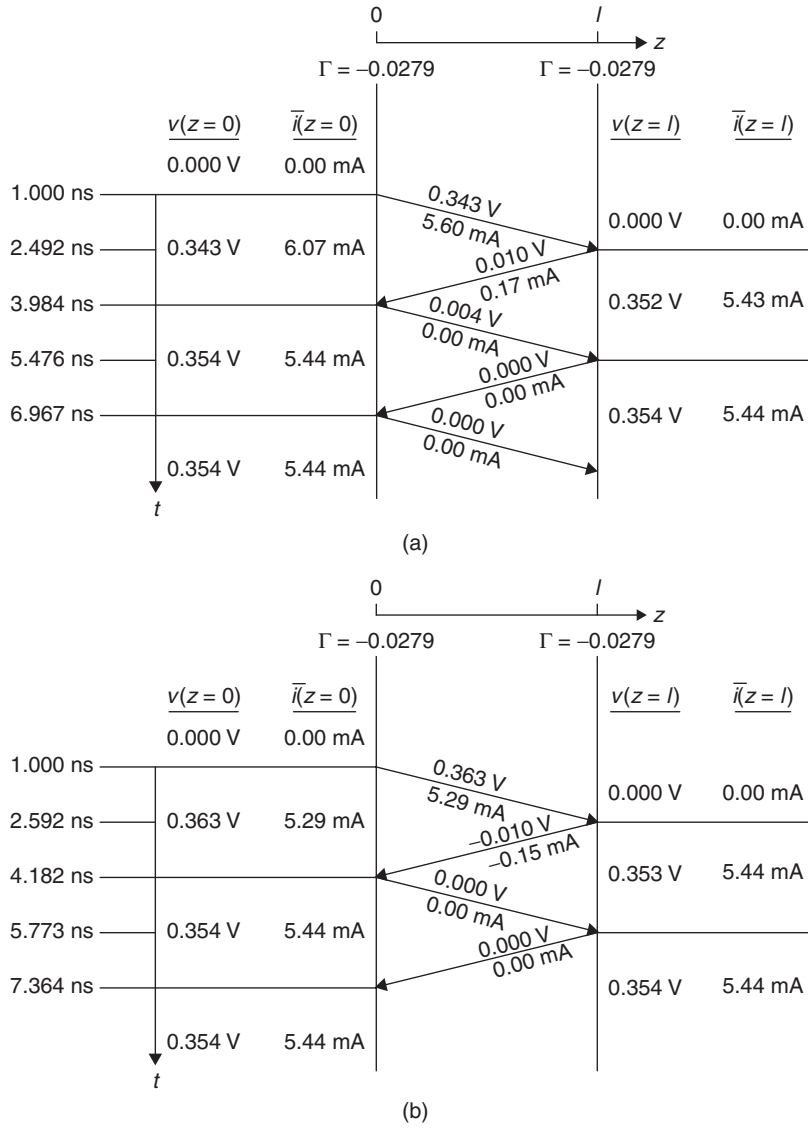 0 l
z
Γ = –0.0279 Γ = –0.0279
v(z = 0) i(z = 0) v(z = l) i(z = l)
0.000 V 0.00 mA
1.000 ns
0.343 V
5.60 mA
0.000 V 0.00 mA
2.492 ns 0.343 V 6.07 mA
0.010 V
0.17 mA
0.352 V 5.43 mA
3.984 ns
0.004 V
0.00 mA
5.476 ns 0.354 V 5.44 mA
0.000 V
0.00 mA
0.354 V 5.44 mA
6.967 ns
0.000 V
0.00 mA
0.354 V 5.44 mA
t
(a)
0 l
z
Γ = –0.0279 Γ = –0.0279
v(z = 0) i(z = 0) v(z = l) i(z = l)
0.000 V 0.00 mA
1.000 ns
0.363 V
5.29 mA
0.000 V 0.00 mA
2.592 ns 0.363 V 5.29 mA
–0.010 V
–0.15 mA
0.353 V 5.44 mA
4.182 ns
0.000 V
0.00 mA
5.773 ns 0.354 V 5.44 mA
0.000 V
0.00 mA
0.354 V 5.44 mA
7.364 ns
0.354 V 5.44 mA
t
(b)